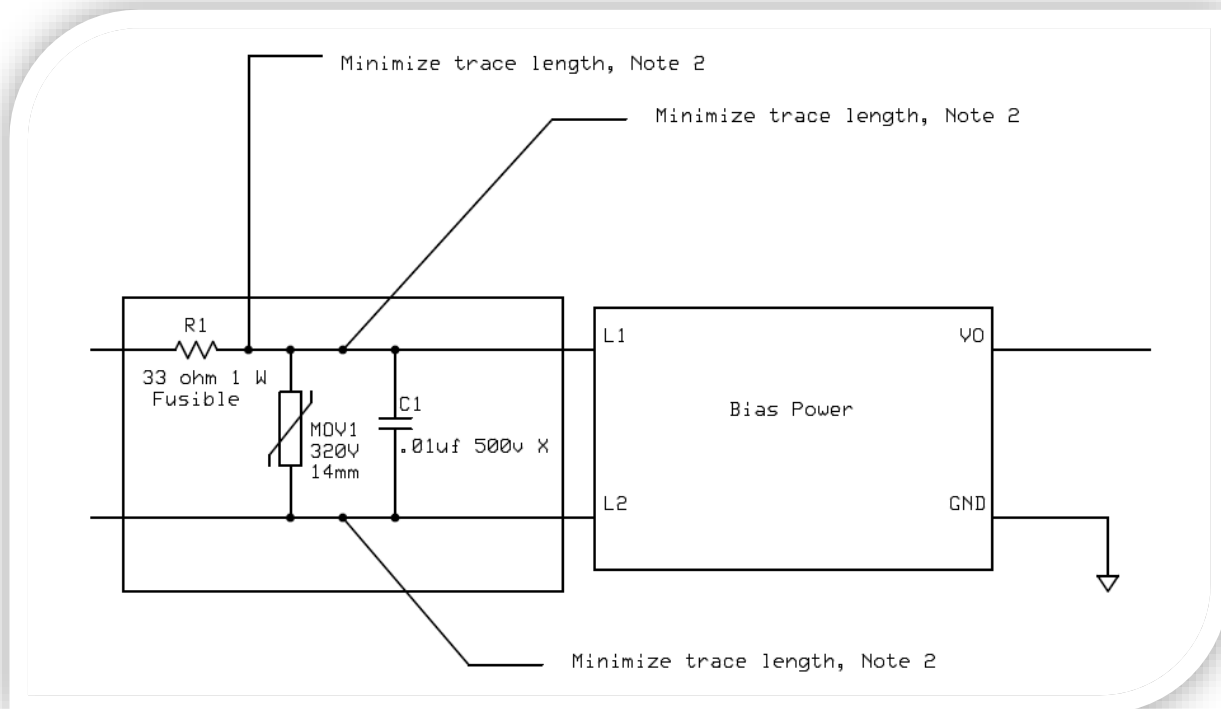 Minimize trace length, Note 2
Minimize trace length, Note 2
R1
33 ohm 1 W
Fusible
MOV1
320V
14mm
C1
.01uf 500v X
L1
VO
Bias Power
L2
GND
Minimize trace length, Note 2